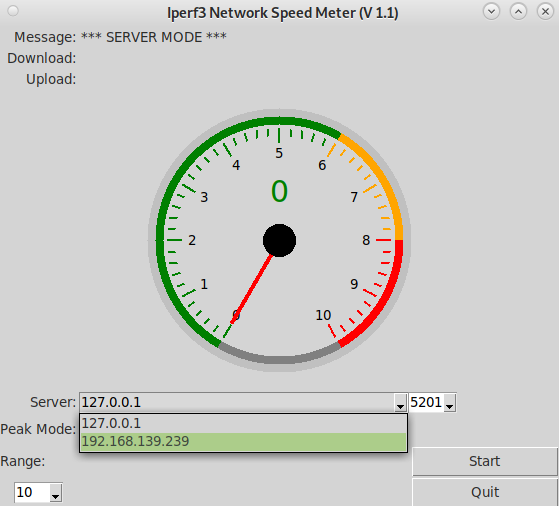 Iperf3 Network Speed Meter (V 1.1)
Message: *** SERVER MODE ***
Download:
Upload:
5
4 6
0
3 7
2 8
1 9
0 10
Server: 127.0.0.1 5201
127.0.0.1
Peak Mode:
192.168.139.239
Range:
Start
10
Quit